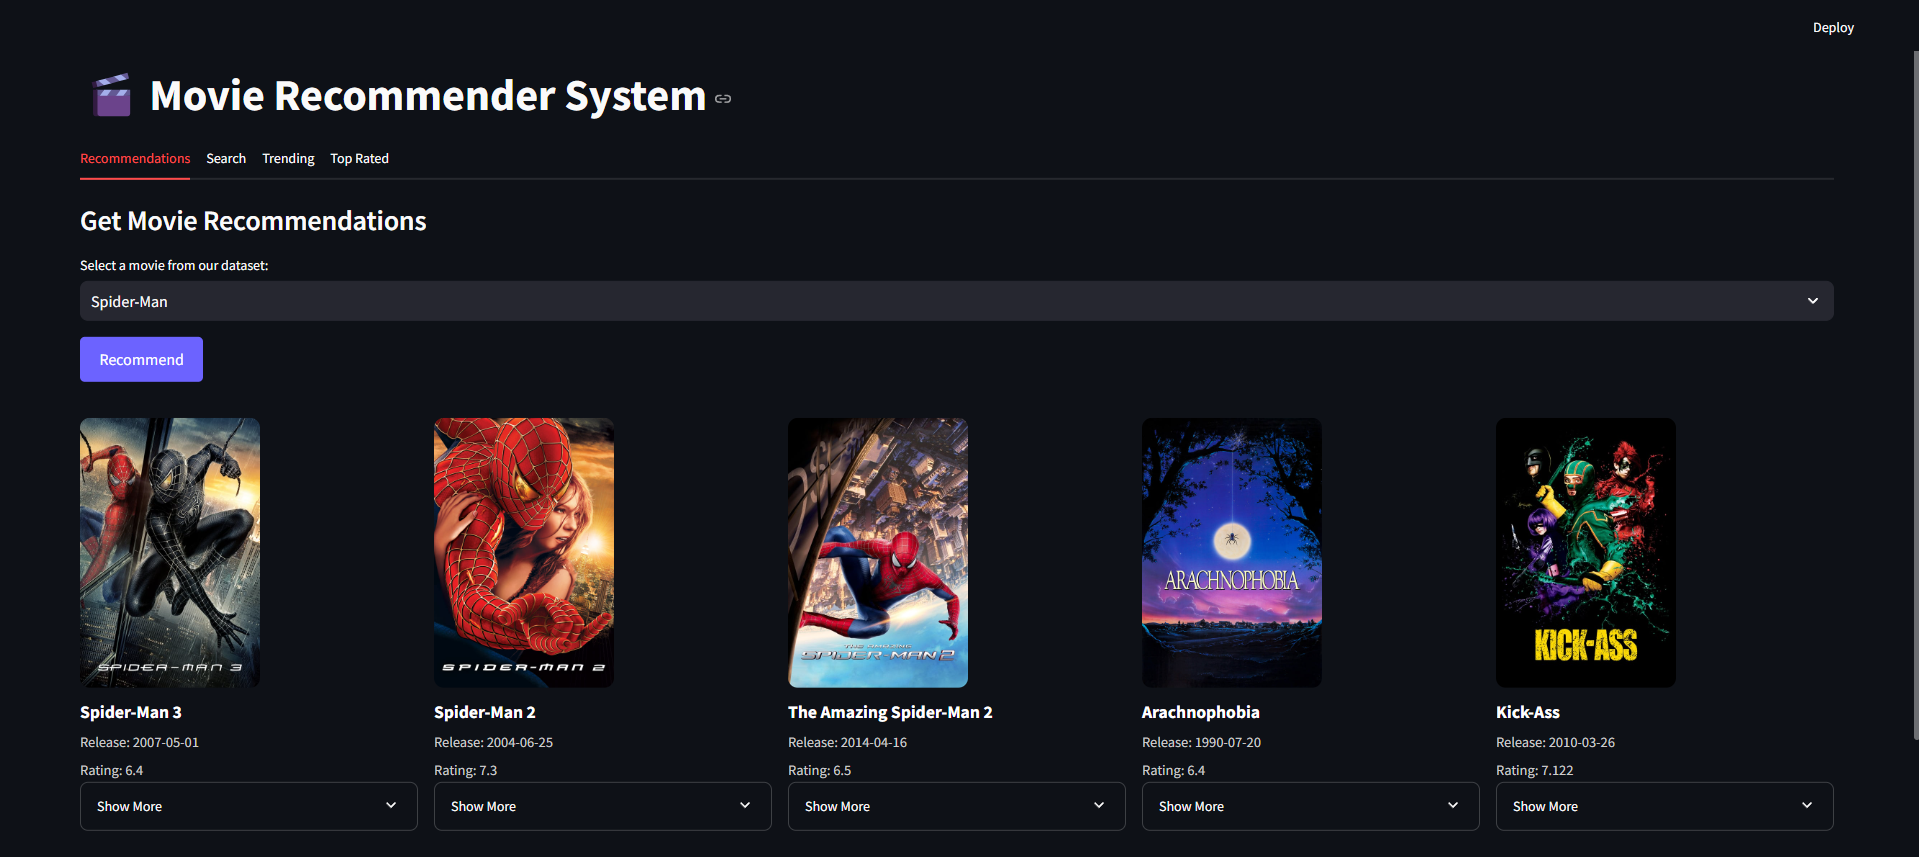 Deploy
Movie Recommender System
Recommendations Search Trending Top Rated
Get Movie Recommendations
Select a movie from our dataset:
Spider-Man
Recommend
SPIDER-MAN 3
SPIDER-MAN 2
THE AMAZING
SPIDER-MAN 2
ARACHNOPHOBIA
KICK-ASS
Spider-Man 3
Release: 2007-05-01
Rating: 6.4
Show More
Spider-Man 2
Release: 2004-06-25
Rating: 7.3
Show More
The Amazing Spider-Man 2
Release: 2014-04-16
Rating: 6.5
Show More
Arachnophobia
Release: 1990-07-20
Rating: 6.4
Show More
Kick-Ass
Release: 2010-03-26
Rating: 7.122
Show More